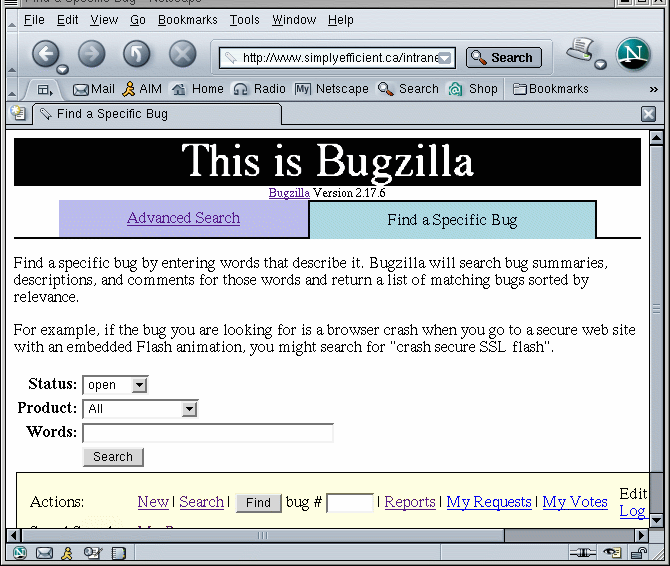 Find a Specific Bug - Netscape
File Edit View Go Bookmarks Tools Window Help
http://www.simplyefficient.ca/intrane Search N
Mail AIM Home Radio My Netscape Search Shop Bookmarks »
Find a Specific Bug
This is Bugzilla
Bugzilla Version 2.17.6
Advanced Search Find a Specific Bug
Find a specific bug by entering words that describe it. Bugzilla will search bug summaries,
descriptions, and comments for those words and return a list of matching bugs sorted by
relevance.
For example, if the bug you are looking for is a browser crash when you go to a secure web site
with an embedded Flash animation, you might search for "crash secure SSL flash".
Status: open
Product: All
Words:
Search
Actions: New | Search | Find bug # | Reports | My Requests | My Votes Edit
Log